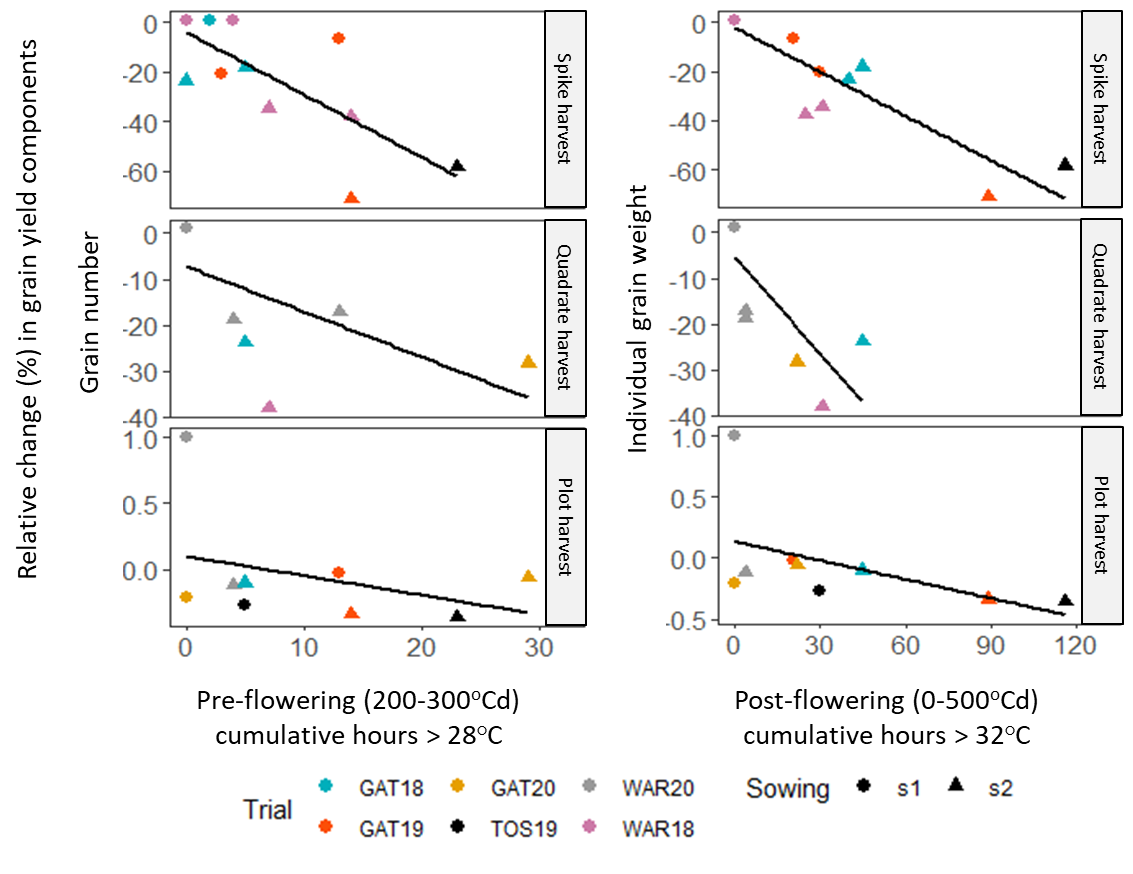 Relative change (%) in grain yield components
Grain number
0
-20
-40
-60
Spike harvest
0
-10
-20
-30
-40
Quadrate harvest
1.0
0.5
0.0
Plot harvest
0 10 20 30
Pre-flowering (200-300°Cd)
cumulative hours > 28°C
Individual grain weight
0
-20
-40
-60
Spike harvest
0
-10
-20
-30
-40
Quadrate harvest
1.0
0.5
0.0
-0.5
Plot harvest
0 30 60 90 120
Post-flowering (0-500°Cd)
cumulative hours > 32°C
Trial
GAT18 GAT20 WAR20
GAT19 TOS19 WAR18
Sowing s1 s2